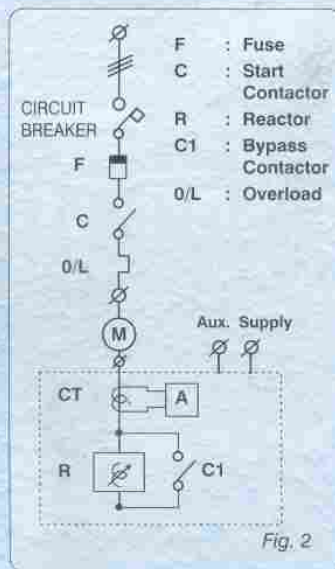 F : Fuse
C : Start
Contactor
R : Reactor
C1 : Bypass
Contactor
0/L : Overload
CIRCUIT
BREAKER
F
C
0/L
M
Aux. Supply
CT
A
R
C1
Fig. 2